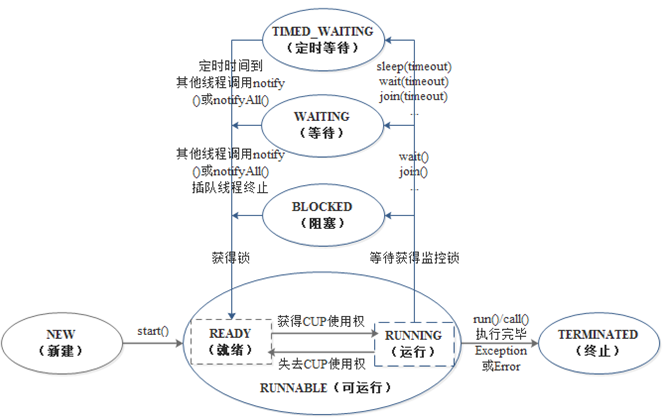 TIMED_WAITING
（定时等待）
定时时间到
其他线程调用notify
()或notifyAll()
sleep(timeout)
wait(timeout)
join(timeout)
...
WAITING
（等待）
其他线程调用notify
()或notifyAll()
插队线程终止
wait()
join()
...
BLOCKED
（阻塞）
获得锁
等待获得监控锁
NEW
（新建）
start()
READY
（就绪）
获得CUP使用权
失去CUP使用权
RUNNING
（运行）
RUNNABLE（可运行）
run()/call()
执行完毕
Exception
或Error
TERMINATED
（终止）